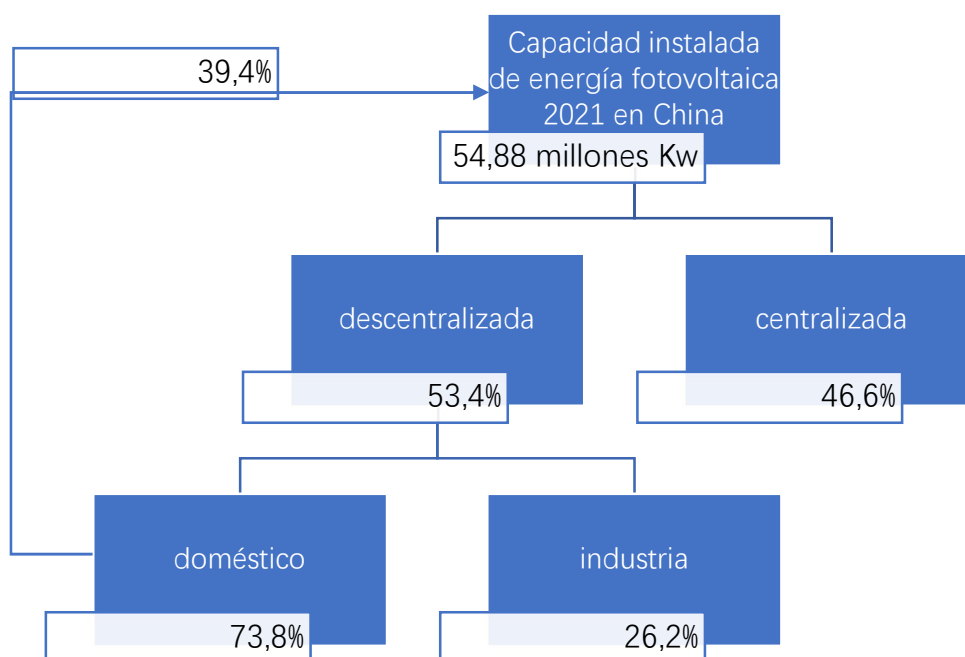 39,4%
Capacidad instalada
de energía fotovoltaica
2021 en China
54,88 millones Kw
descentralizada
53,4%
centralizada
46,6%
doméstico
73,8%
industria
26,2%